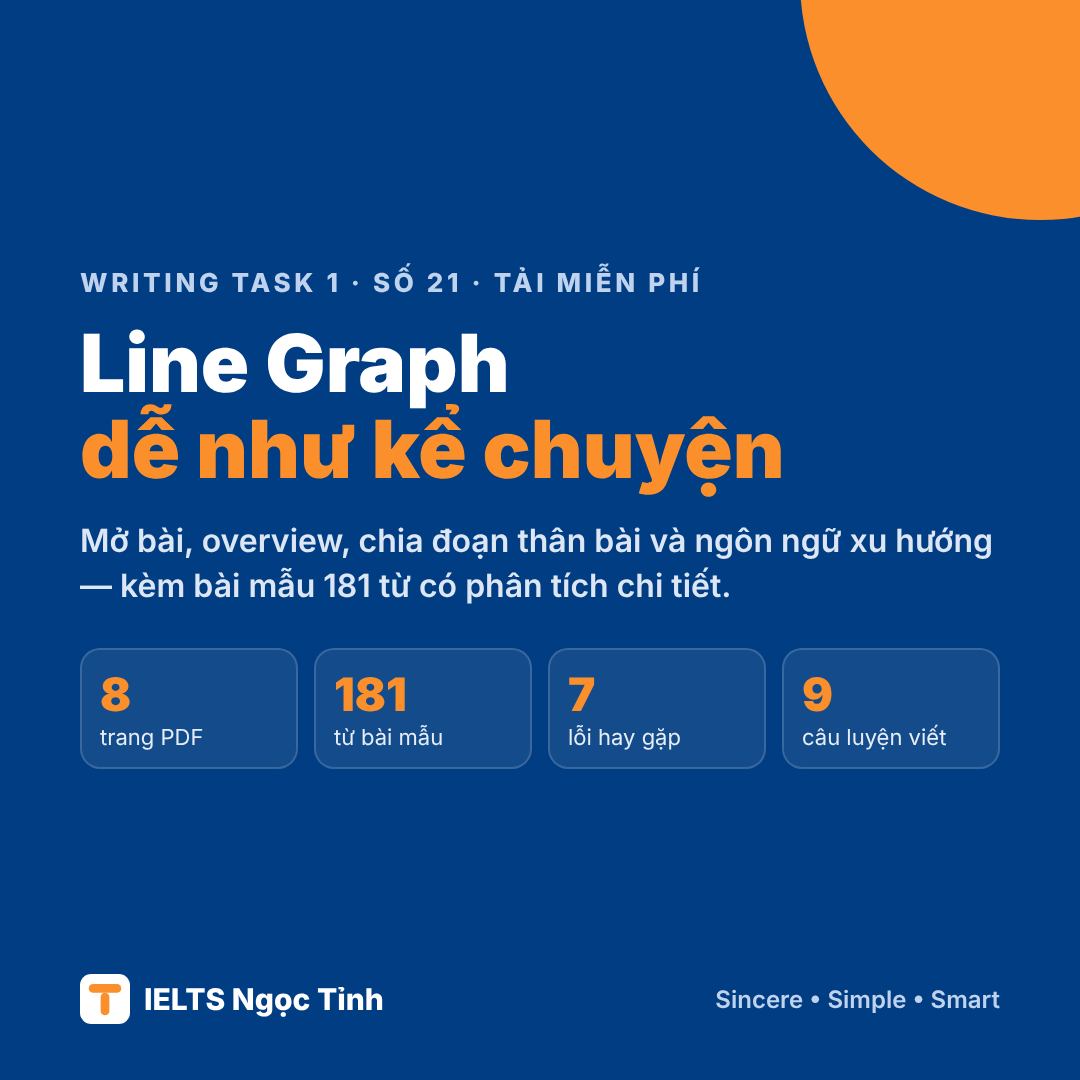 WRITING TASK 1 · SỐ 21 · TẢI MIỄN PHÍ
Line Graph
dễ như kể chuyện
Mở bài, overview, chia đoạn thân bài và ngôn ngữ xu hướng
— kèm bài mẫu 181 từ có phân tích chi tiết.
8
trang PDF
181
từ bài mẫu
7
lỗi hay gặp
9
câu luyện viết
IELTS Ngọc Tỉnh
Sincere • Simple • Smart